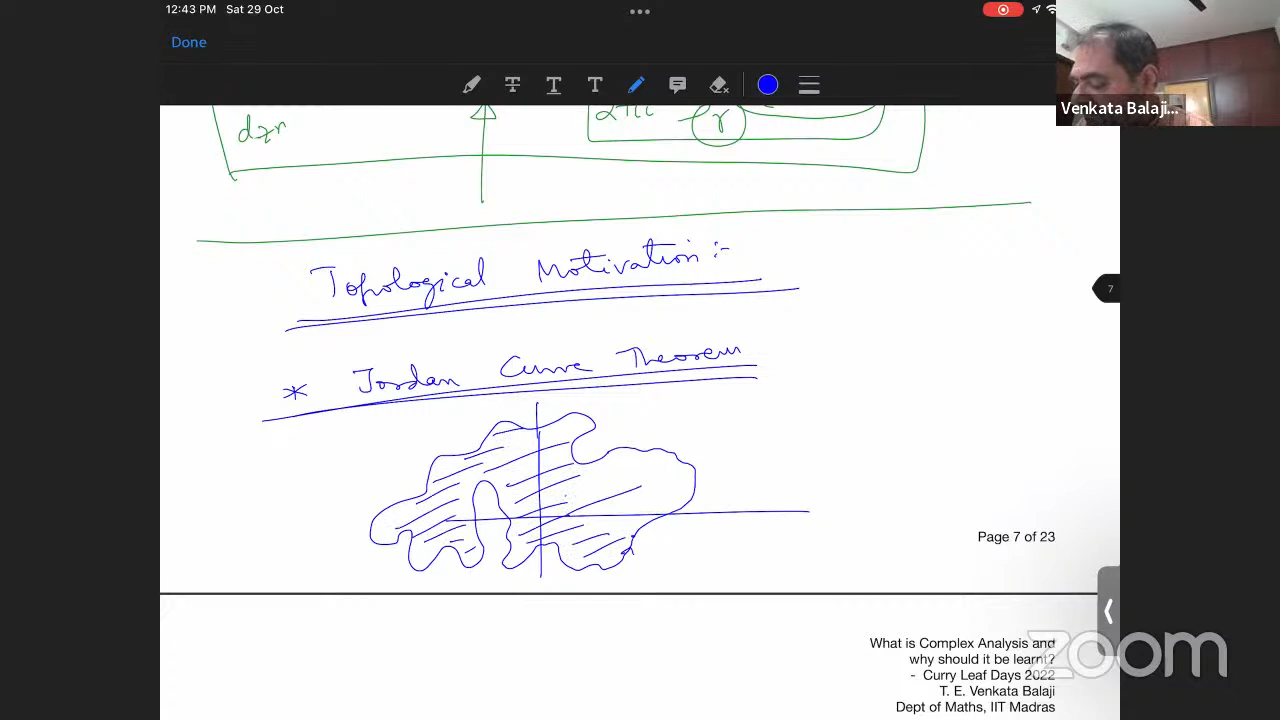 12:43 PM Sat 29 Oct
Done
Venkata Balaji...
dzⁿ
γ
Topological Motivation :-
7
* Jordan Curve Theorem
Page 7 of 23
What is Complex Analysis and
why should it be learnt?
- Curry Leaf Days 2022
T. E. Venkata Balaji
Dept of Maths, IIT Madras
zoom